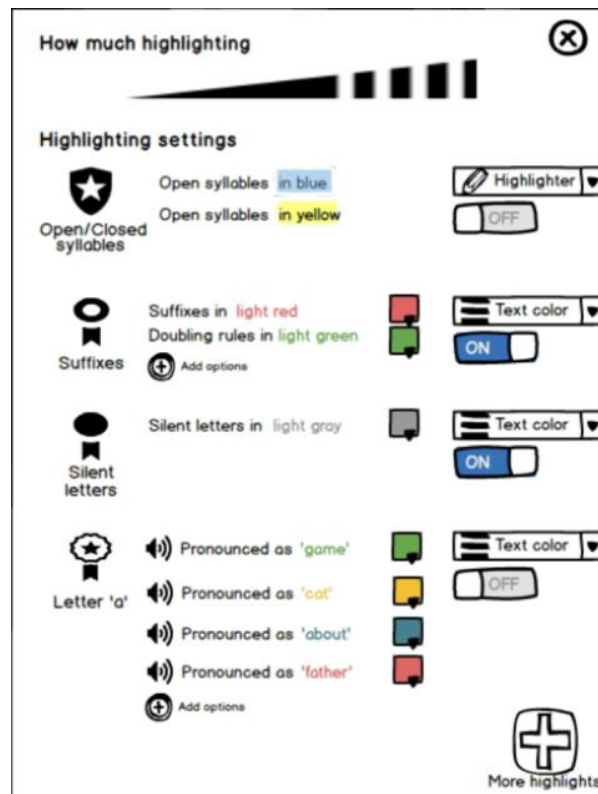 How much highlighting
Highlighting settings
Open/Closed
syllables
Open syllables in blue
Open syllables in yellow
Highlighter
OFF
Suffixes
Suffixes in light red
Doubling rules in light green
Add options
Text color
ON
Silent
letters
Silent letters in light gray
Text color
ON
Letter 'a'
Pronounced as 'game'
Pronounced as 'cat'
Pronounced as 'about'
Pronounced as 'father'
Add options
Text color
OFF
More highlights